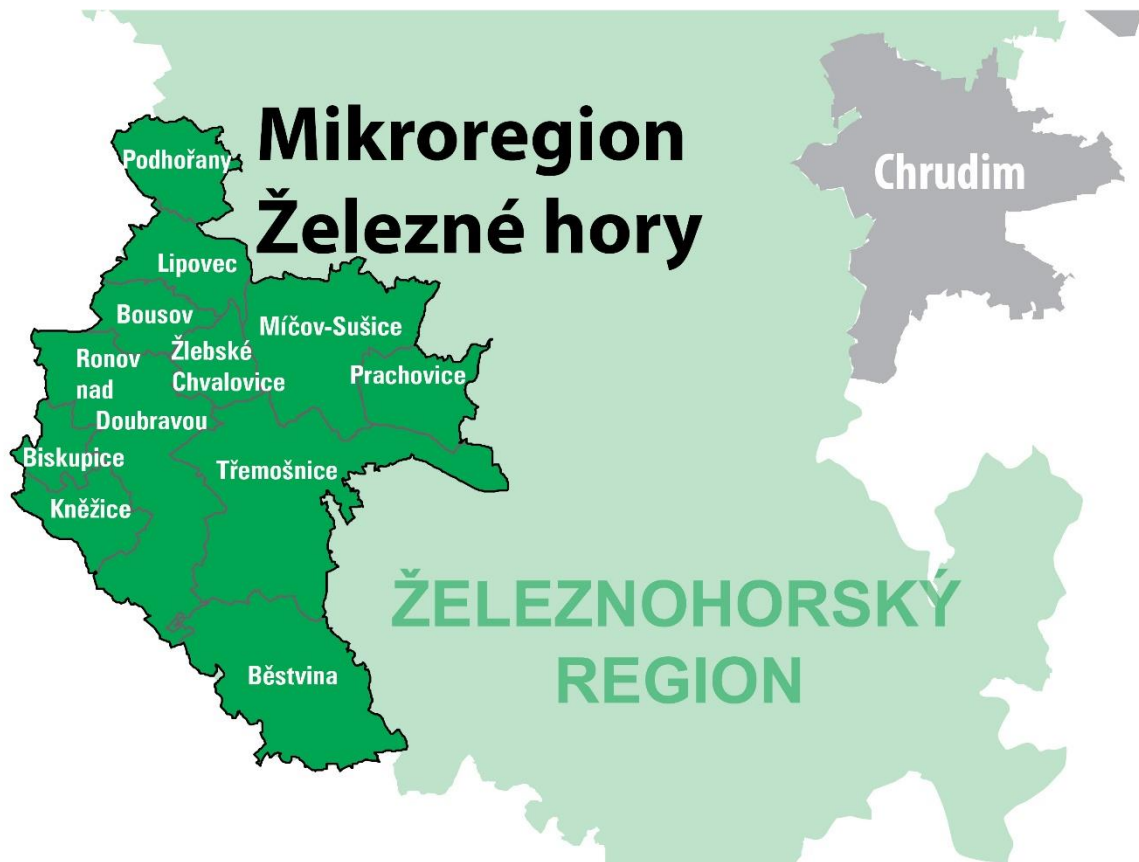 Mikroregion
Železné hory
Chrudim
Podhořany
Lipovec
Bousov
Míčov-Sušice
Žlebské
Chvalovice
Ronov
nad
Doubravou
Prachovice
Biskupice
Třemošnice
Kněžice
Běstvina
ŽELEZNOHORSKÝ
REGION